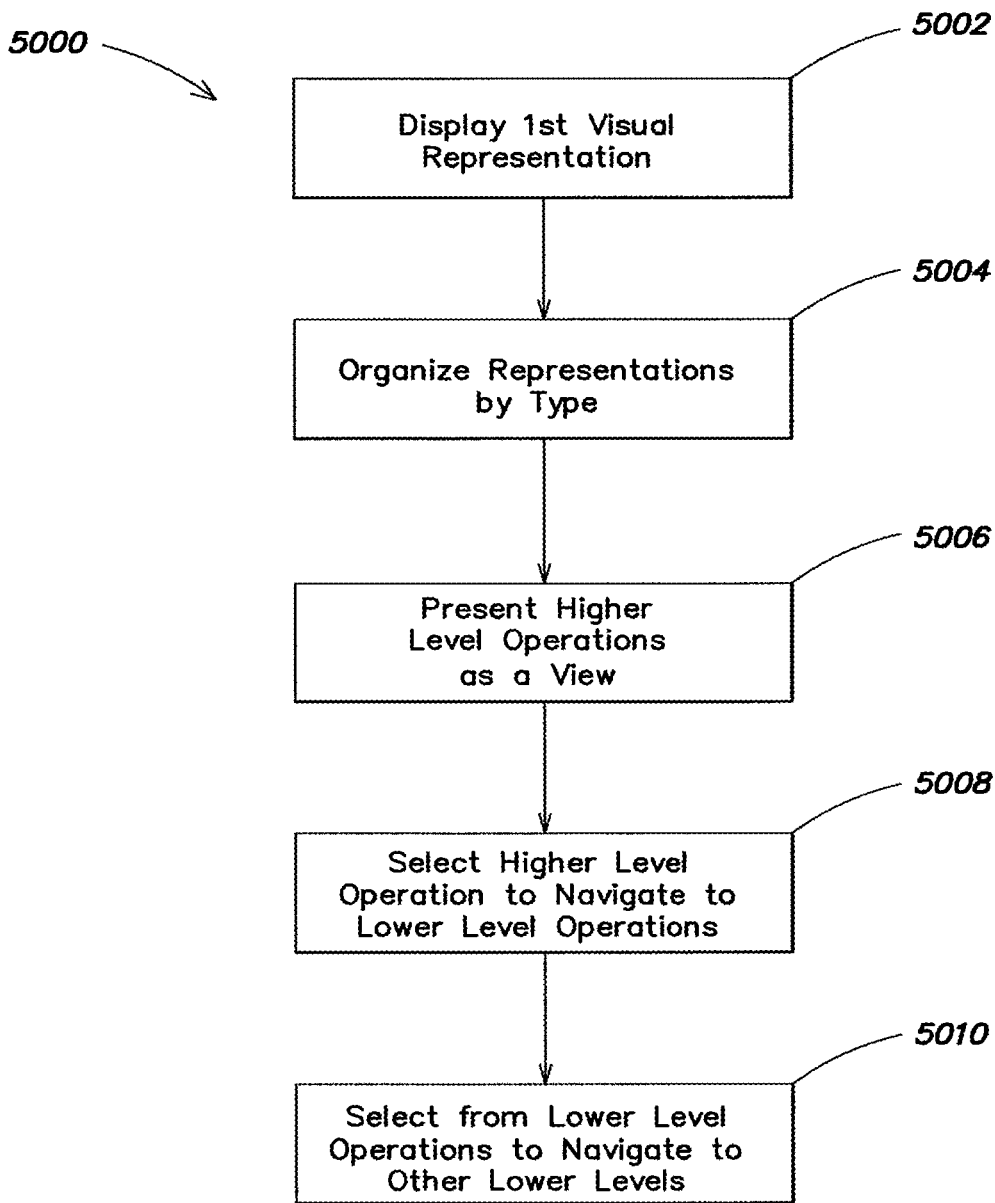 5000
5002
Display 1st Visual
Representation
5004
Organize Representations
by Type
5006
Present Higher
Level Operations
as a View
5008
Select Higher Level
Operation to Navigate to
Lower Level Operations
5010
Select from Lower Level
Operations to Navigate to
Other Lower Levels